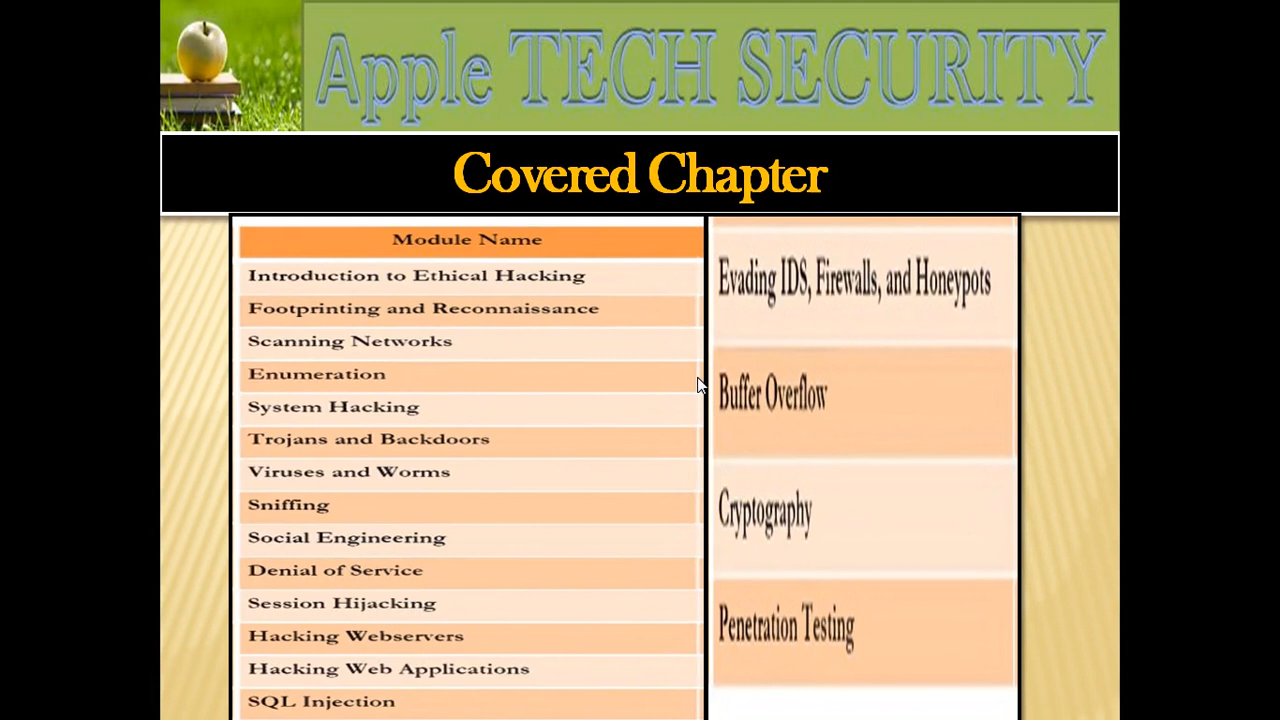 Apple TECH SECURITY
Covered Chapter
Module Name
Introduction to Ethical Hacking
Footprinting and Reconnaissance
Scanning Networks
Enumeration
System Hacking
Trojans and Backdoors
Viruses and Worms
Sniffing
Social Engineering
Denial of Service
Session Hijacking
Hacking Webservers
Hacking Web Applications
SQL Injection
Evading IDS, Firewalls, and Honeypots
Buffer Overflow
Cryptography
Penetration Testing